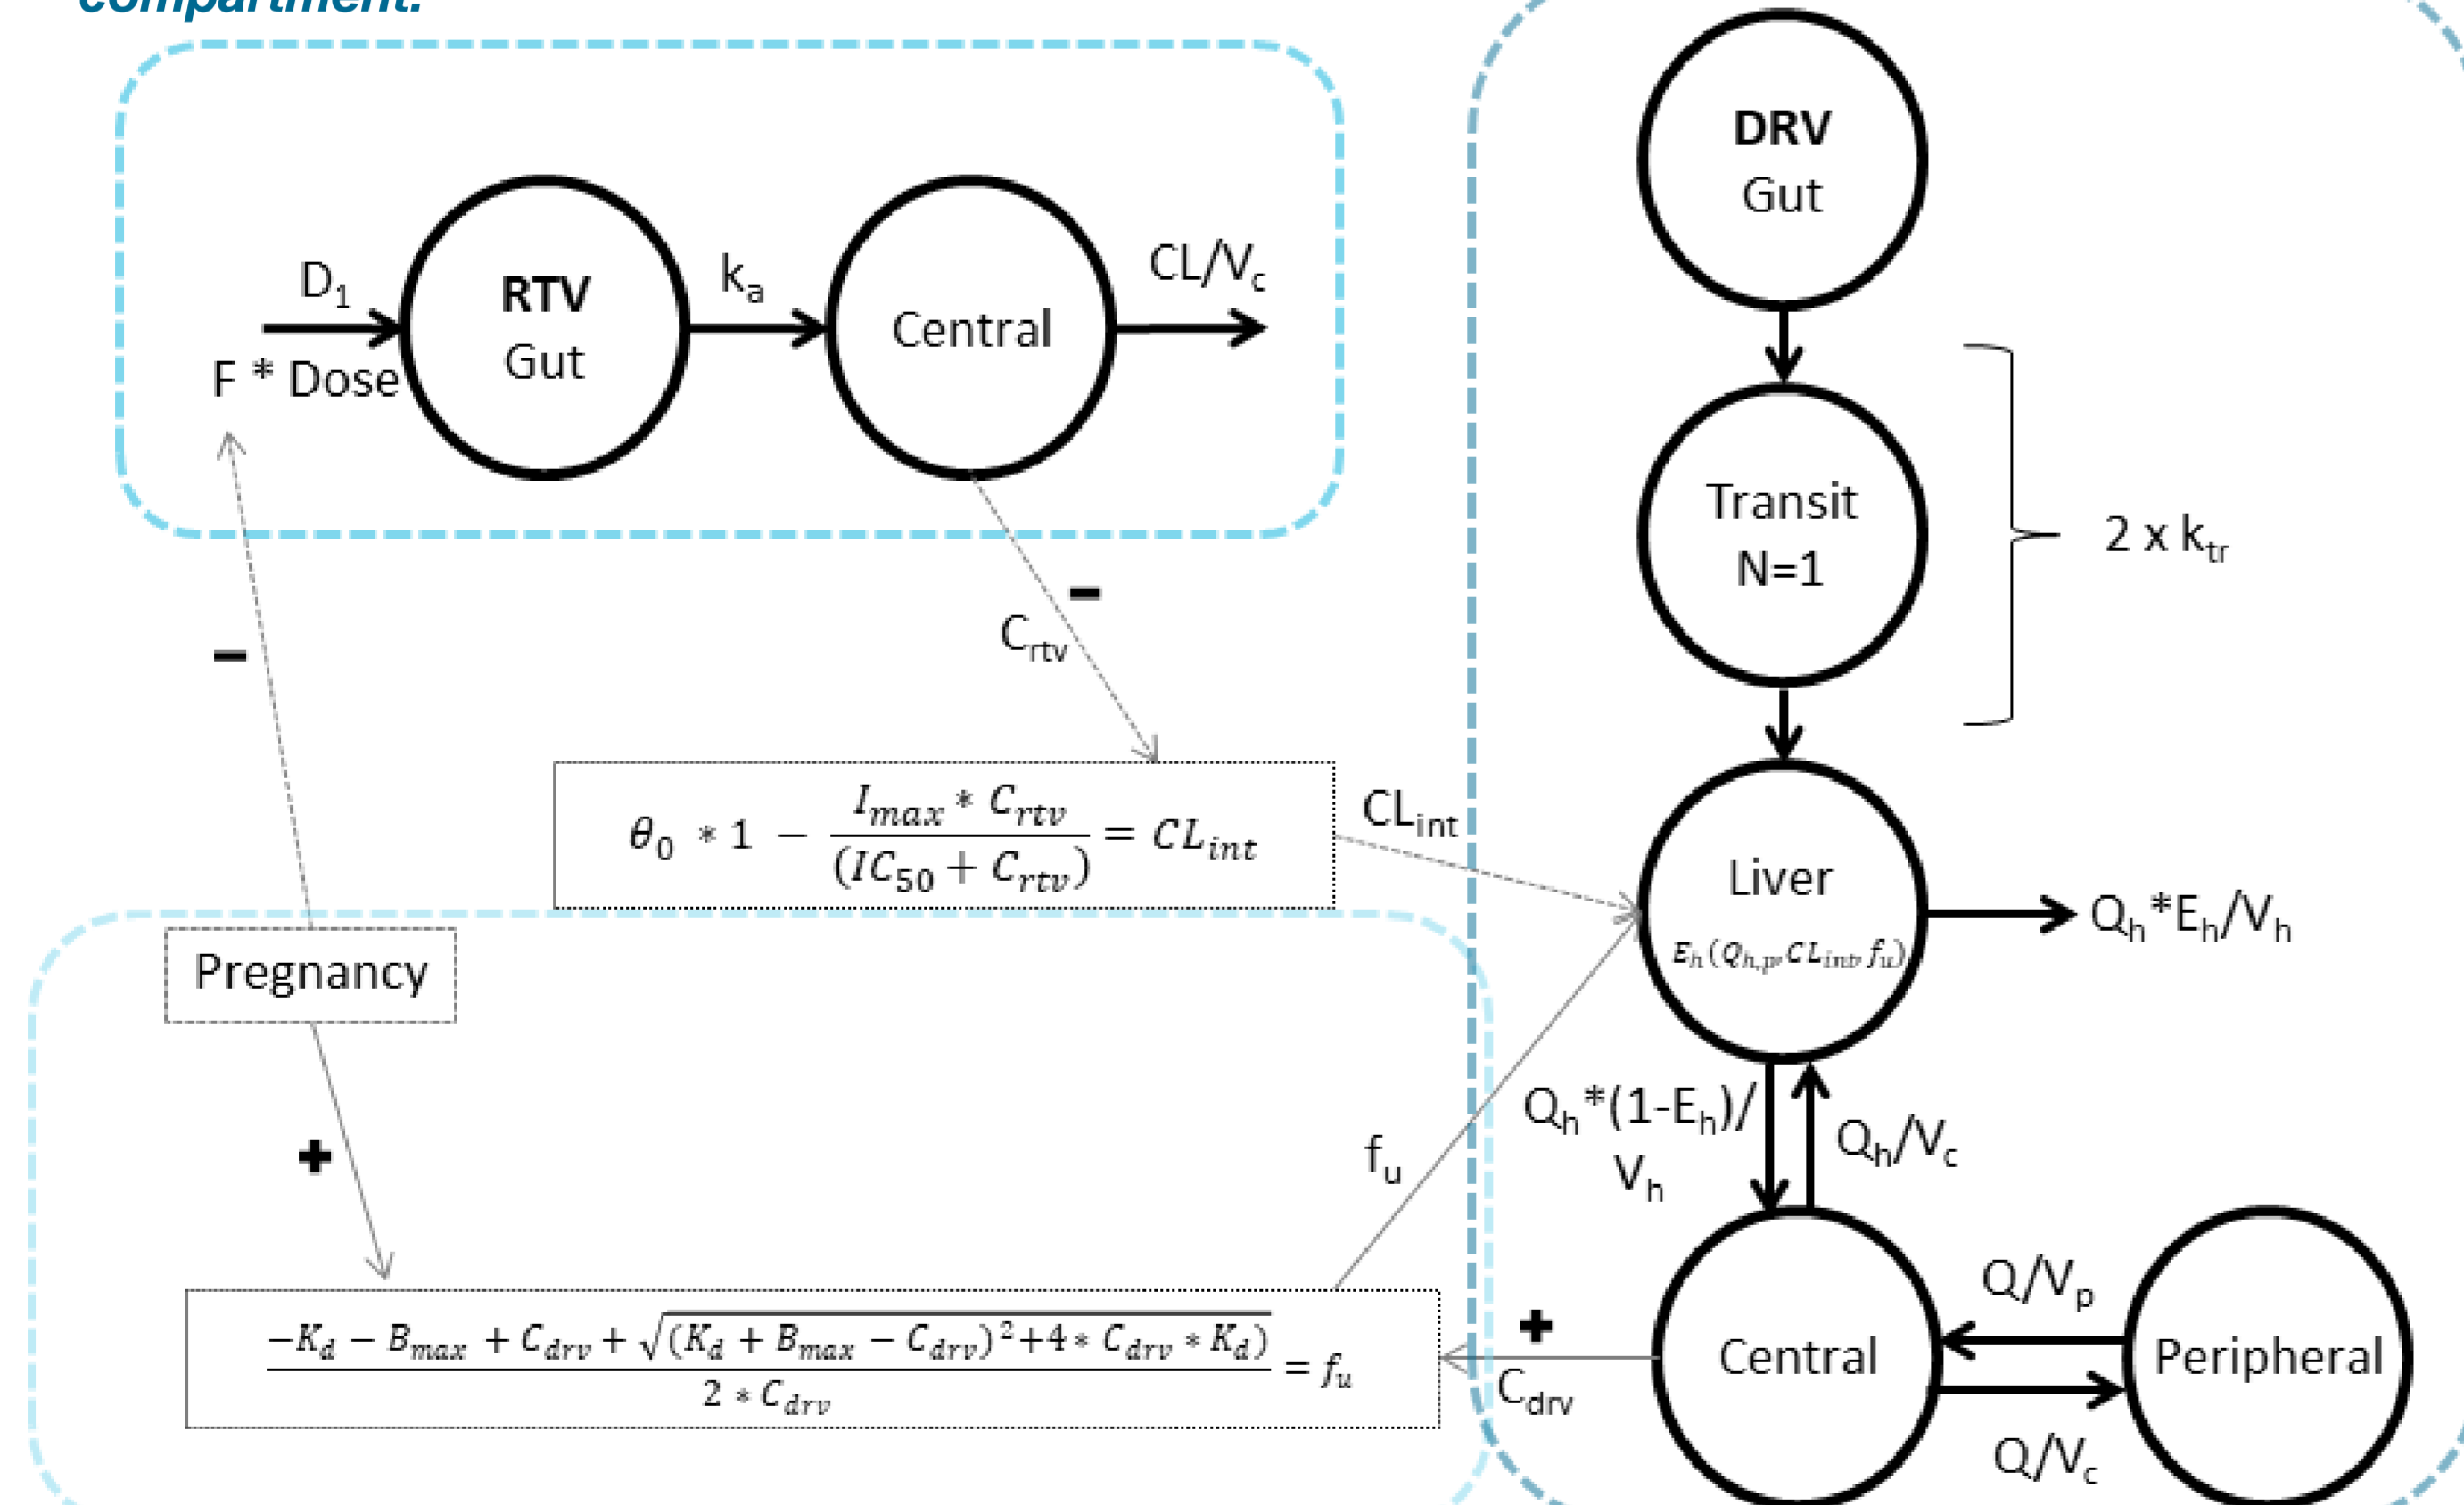 compartment.
D1
F * Dose
RTV
Gut
ka
Central
CL/Vc
DRV
Gut
Transit
N=1
2 x ktr
−
−
Crtv
θ0 * 1 − Imax * Crtv / (IC50 + Crtv) = CLint
CLint
Liver
Eh(Qh,p, CLint, fu)
Qh*Eh/Vh
Pregnancy
+
fu
Qh*(1-Eh)/
Vh
Qh/Vc
−Kd − Bmax + Cdrv + √(Kd + Bmax − Cdrv)²+4 * Cdrv * Kd) / 2 * Cdrv = fu
+
Cdrv
Central
Q/Vp
Q/Vc
Peripheral